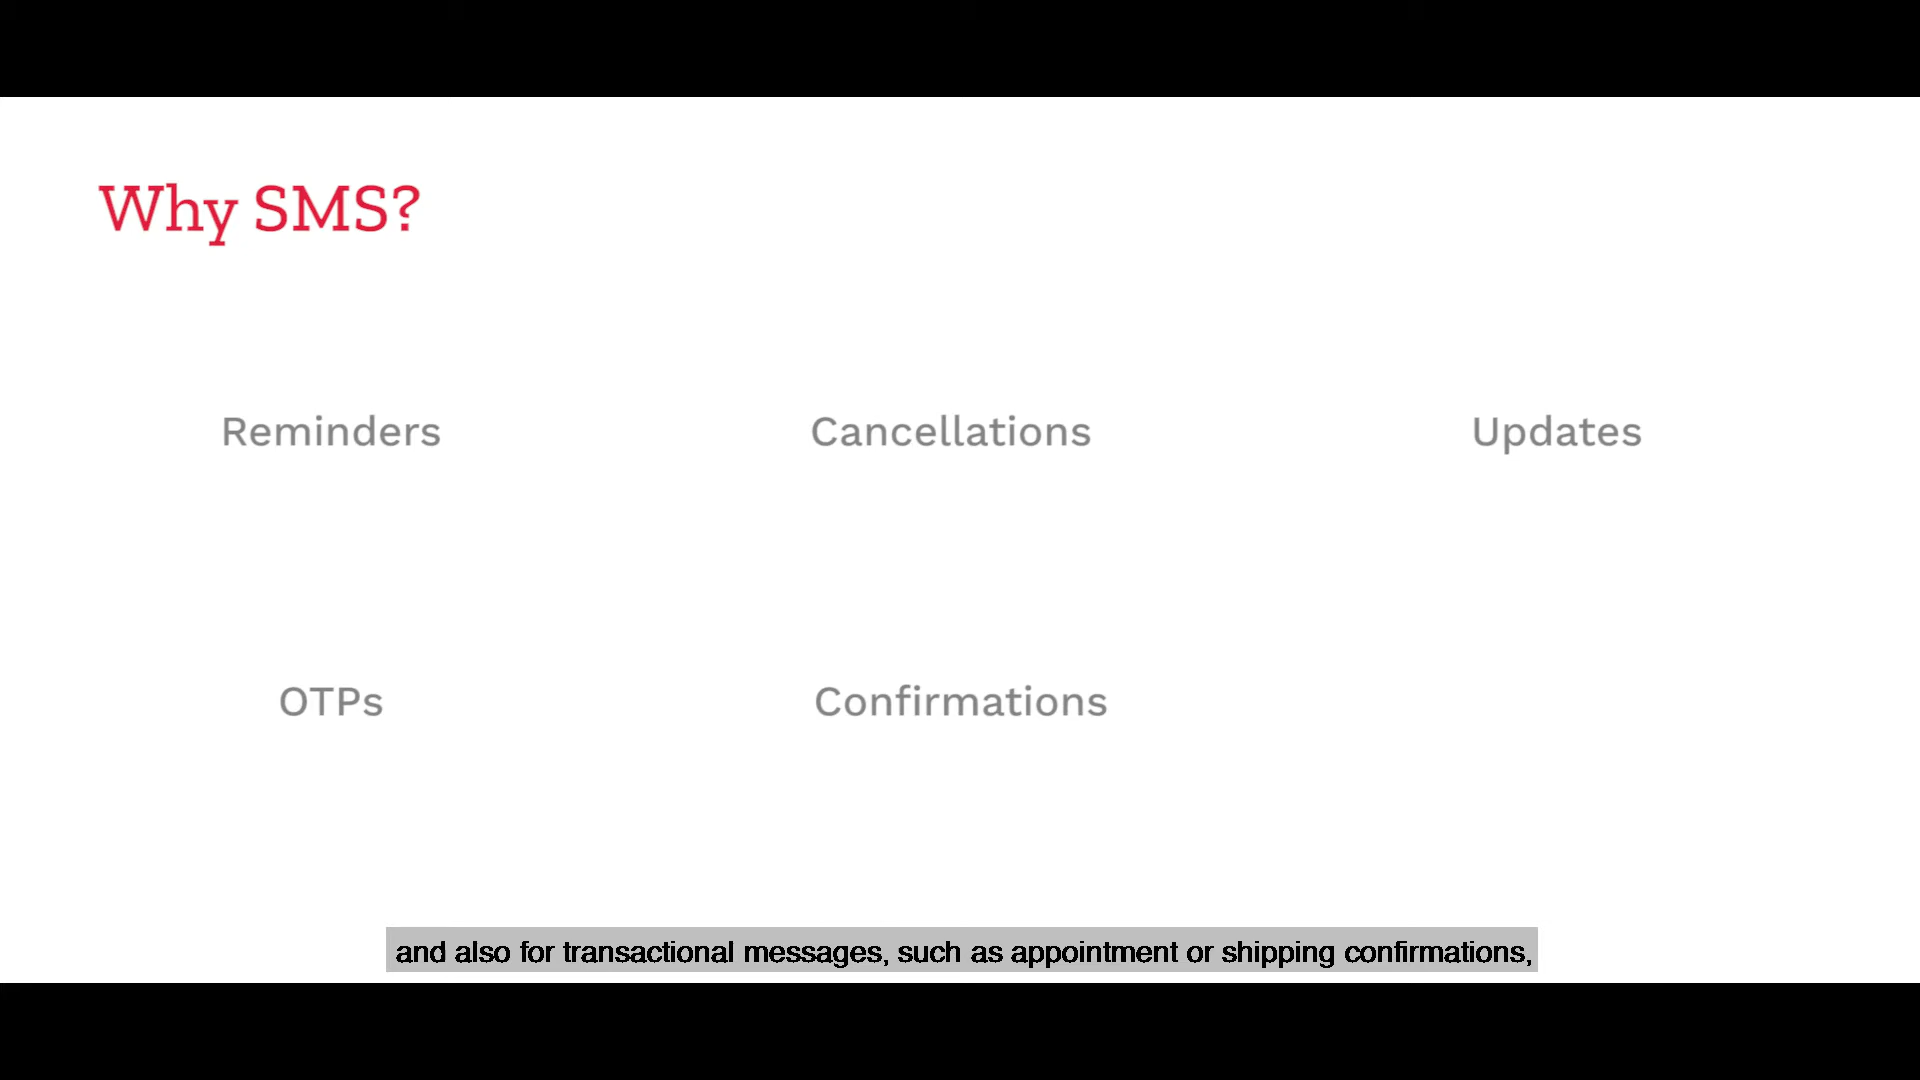 Why SMS?
Reminders
Cancellations
Updates
OTPs
Confirmations
and also for transactional messages, such as appointment or shipping confirmations,